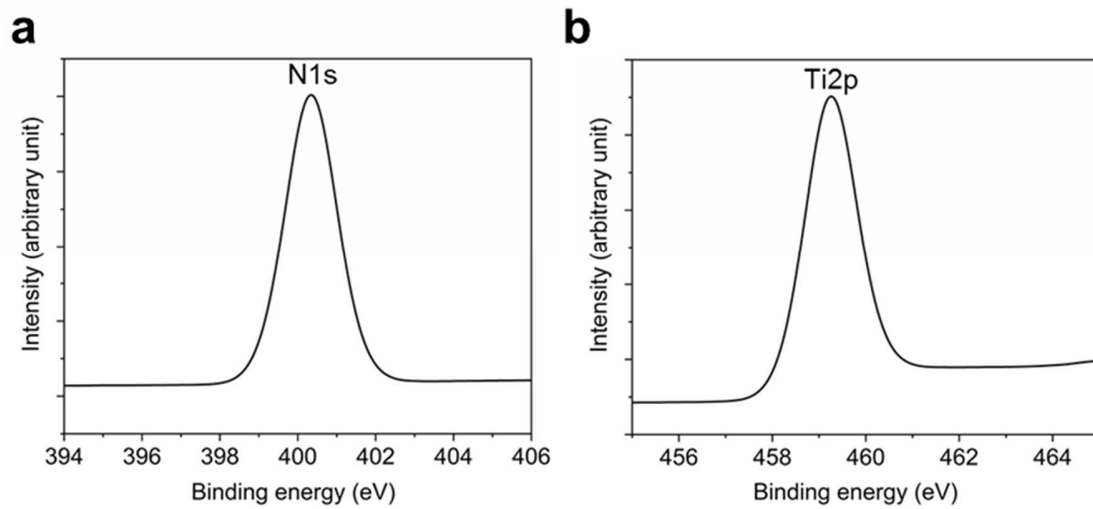 a
N1s
Intensity (arbitrary unit)
394 396 398 400 402 404 406
Binding energy (eV)
b
Ti2p
Intensity (arbitrary unit)
456 458 460 462 464
Binding energy (eV)